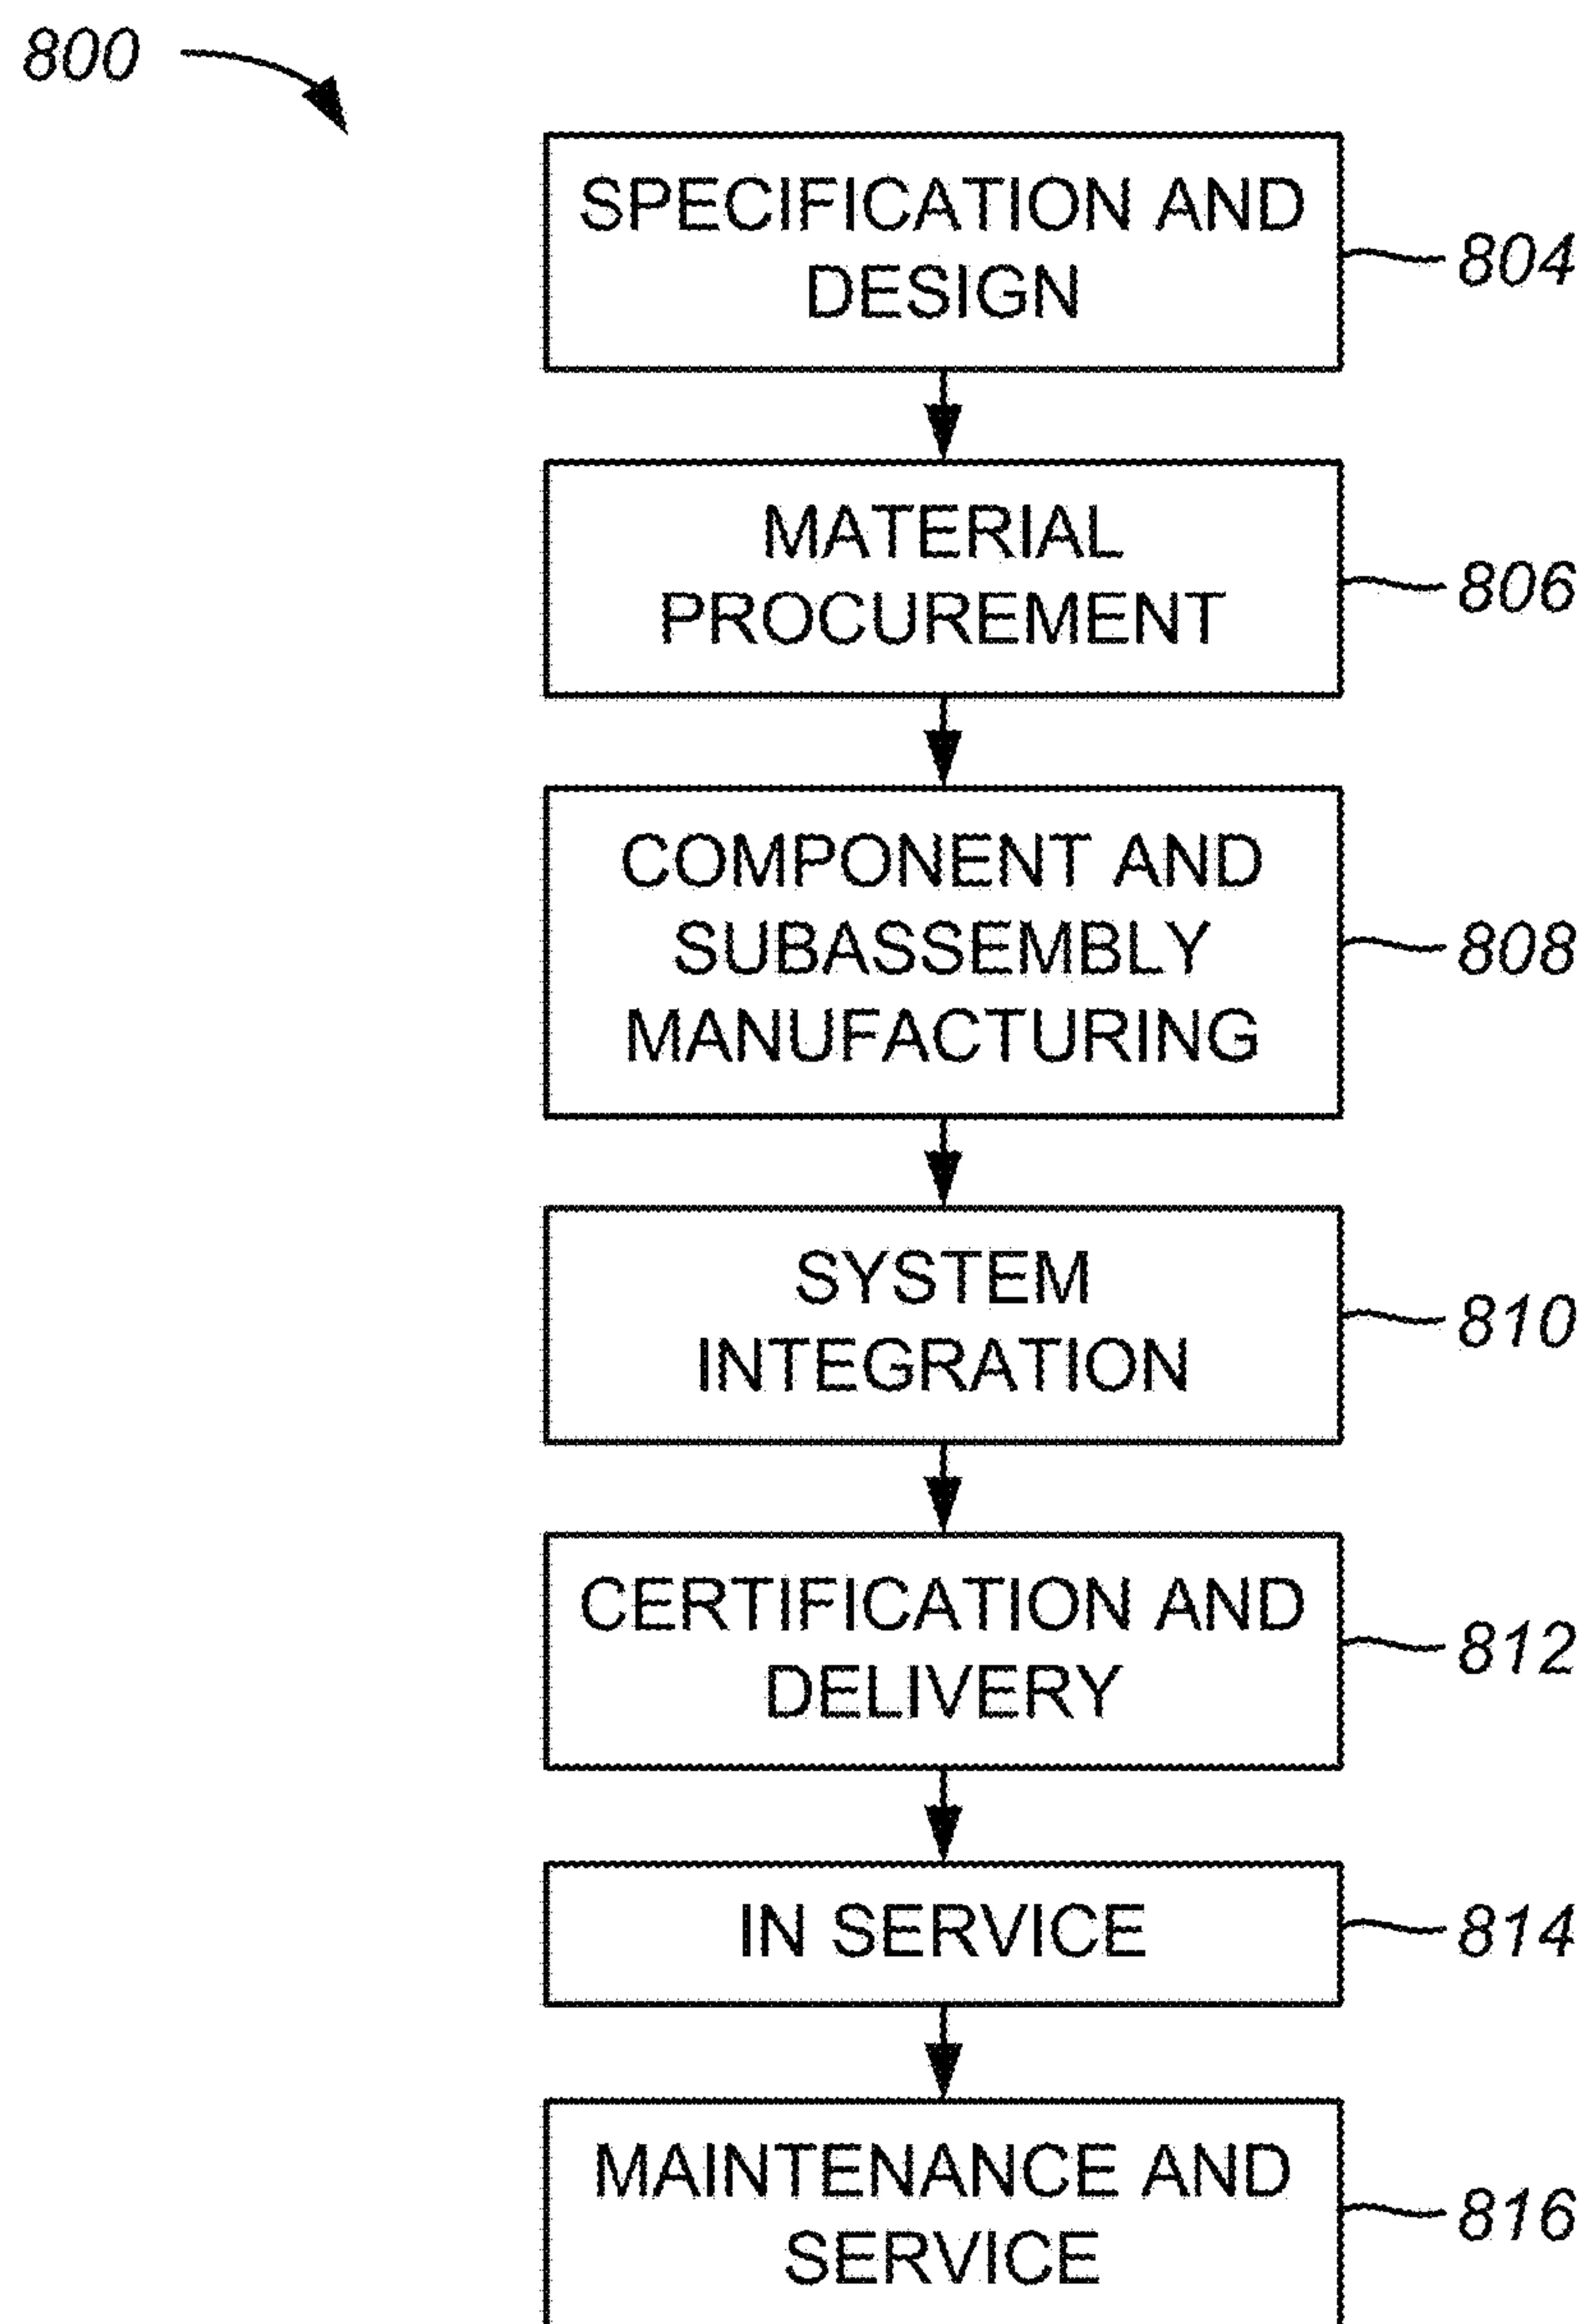 800
SPECIFICATION AND
DESIGN
804
MATERIAL
PROCUREMENT
806
COMPONENT AND
SUBASSEMBLY
MANUFACTURING
808
SYSTEM
INTEGRATION
810
CERTIFICATION AND
DELIVERY
812
IN SERVICE
814
MAINTENANCE AND
SERVICE
816